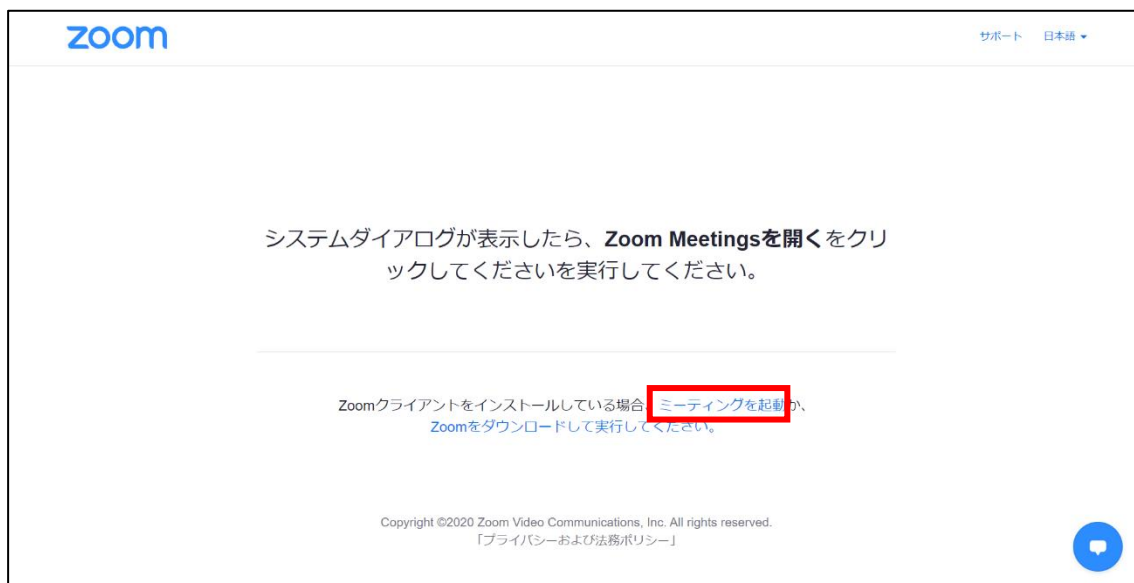 zoom
サポート 日本語
システムダイアログが表示したら、Zoom Meetingsを開くをクリ
ックしてくださいを実行してください。
Zoomクライアントをインストールしている場合、ミーティングを起動か、
Zoomをダウンロードして実行してください。
Copyright ©2020 Zoom Video Communications, Inc. All rights reserved.
「プライバシーおよび法務ポリシー」